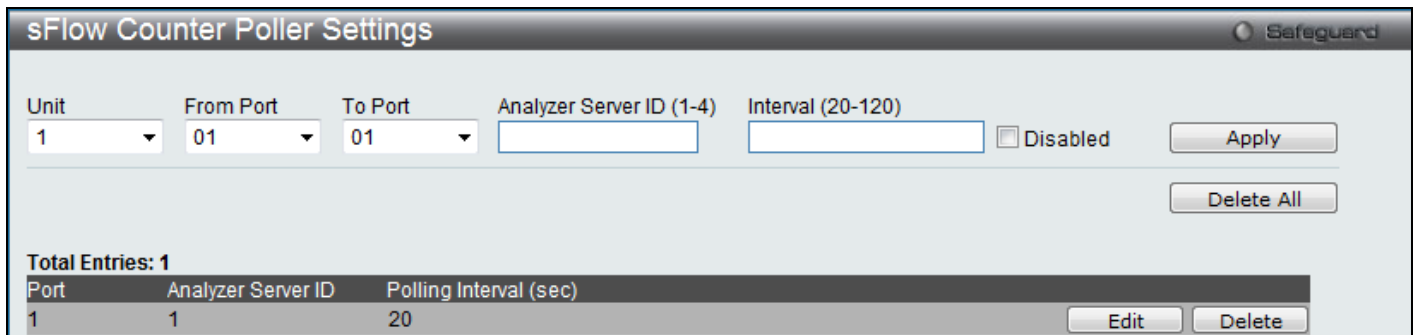 sFlow Counter Poller Settings Safeguard
Unit From Port To Port Analyzer Server ID (1-4) Interval (20-120)
1 01 01 Disabled Apply
Delete All
Total Entries: 1
Port Analyzer Server ID Polling Interval (sec)
1 1 20 Edit Delete